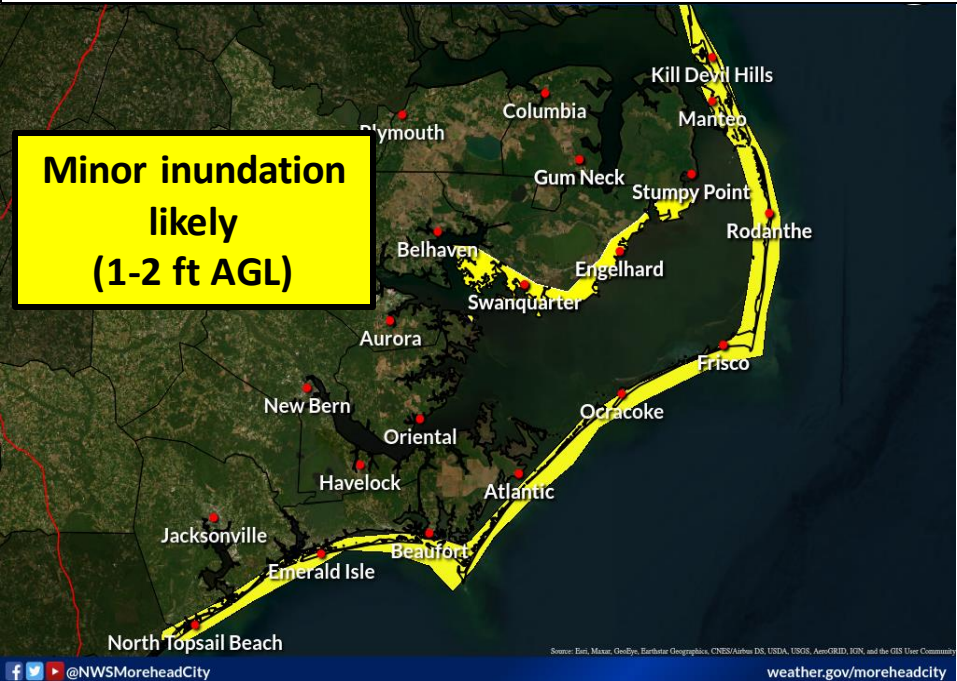 Kill Devil Hills
Columbia
Manteo
Plymouth
Minor inundation
likely
(1-2 ft AGL)
Gum Neck
Stumpy Point
Rodanthe
Belhaven
Engelhard
Swanquarter
Aurora
Frisco
New Bern
Ocracoke
Oriental
Havelock
Atlantic
Jacksonville
Beaufort
Emerald Isle
North Topsail Beach
Source: Esri, Maxar, GeoEye, Earthstar Geographics, CNES/Airbus DS, USDA, USGS, AeroGRID, IGN, and the GIS User Community
@NWSMoreheadCity
weather.gov/moreheadcity